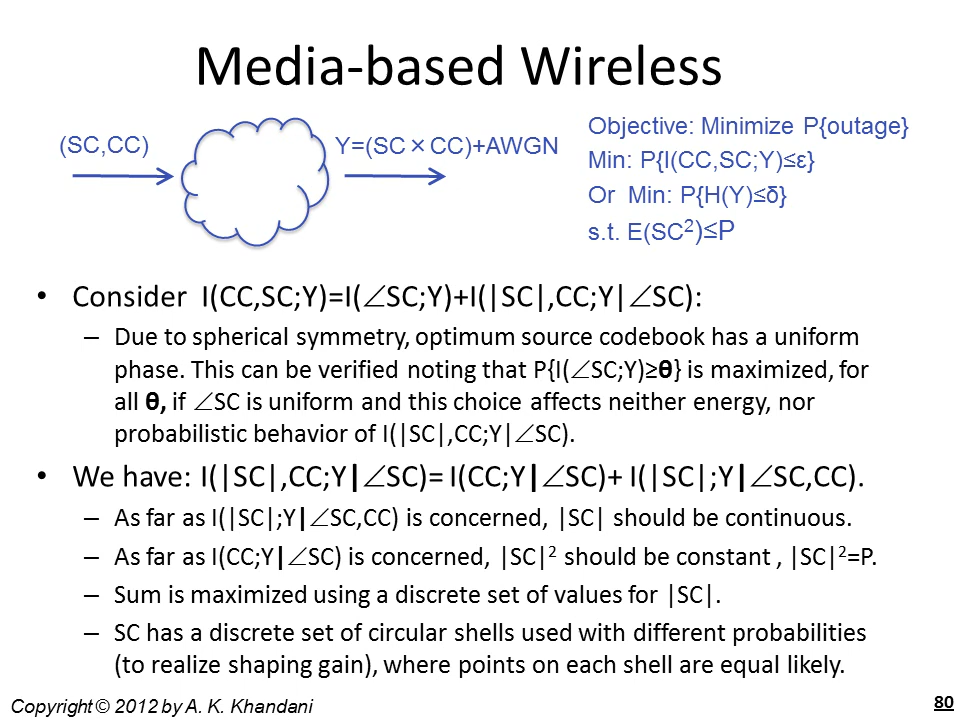 Media-based Wireless
(SC,CC)
Y=(SC×CC)+AWGN
Objective: Minimize P{outage}
Min: P{I(CC,SC;Y)≤ε}
Or Min: P{H(Y)≤δ}
s.t. E(SC²)≤P
• Consider I(CC,SC;Y)=I(∠SC;Y)+I(|SC|,CC;Y|∠SC):
– Due to spherical symmetry, optimum source codebook has a uniform
phase. This can be verified noting that P{I(∠SC;Y)≥θ} is maximized, for
all θ, if ∠SC is uniform and this choice affects neither energy, nor
probabilistic behavior of I(|SC|,CC;Y|∠SC).
• We have: I(|SC|,CC;Y|∠SC)= I(CC;Y|∠SC)+ I(|SC|;Y|∠SC,CC).
– As far as I(|SC|;Y|∠SC,CC) is concerned, |SC| should be continuous.
– As far as I(CC;Y|∠SC) is concerned, |SC|² should be constant , |SC|²=P.
– Sum is maximized using a discrete set of values for |SC|.
– SC has a discrete set of circular shells used with different probabilities
(to realize shaping gain), where points on each shell are equal likely.
Copyright © 2012 by A. K. Khandani
80